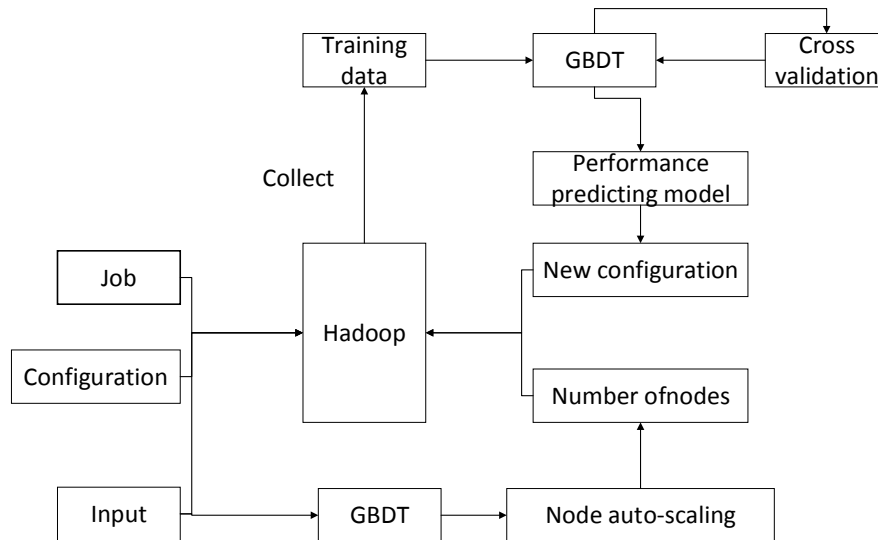 Training
data
GBDT
Cross
validation
Collect
Performance
predicting model
Job
New configuration
Hadoop
Configuration
Number ofnodes
Input
GBDT
Node auto-scaling